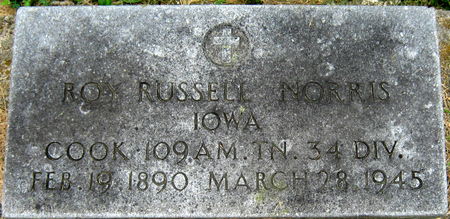 ROY RUSSELL NORRIS
IOWA
COOK 109.AM.TN. 34 DIV.
FEB. 19 1890 MARCH 28 1945